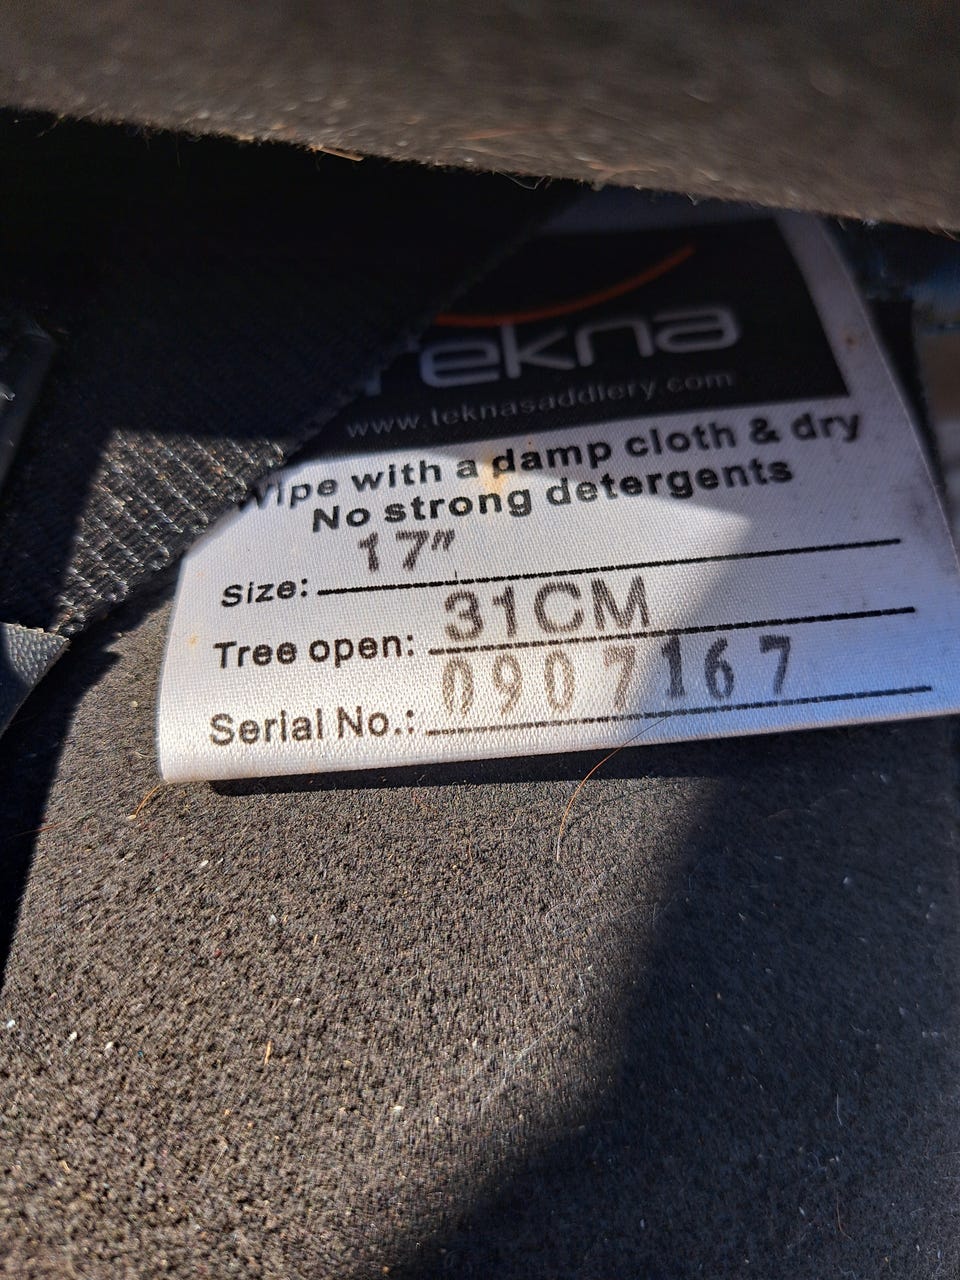 Tekna
www.teknasaddlery.com
Wipe with a damp cloth & dry
No strong detergents
Size: 17"
Tree open: 31CM
Serial No.: 0907167